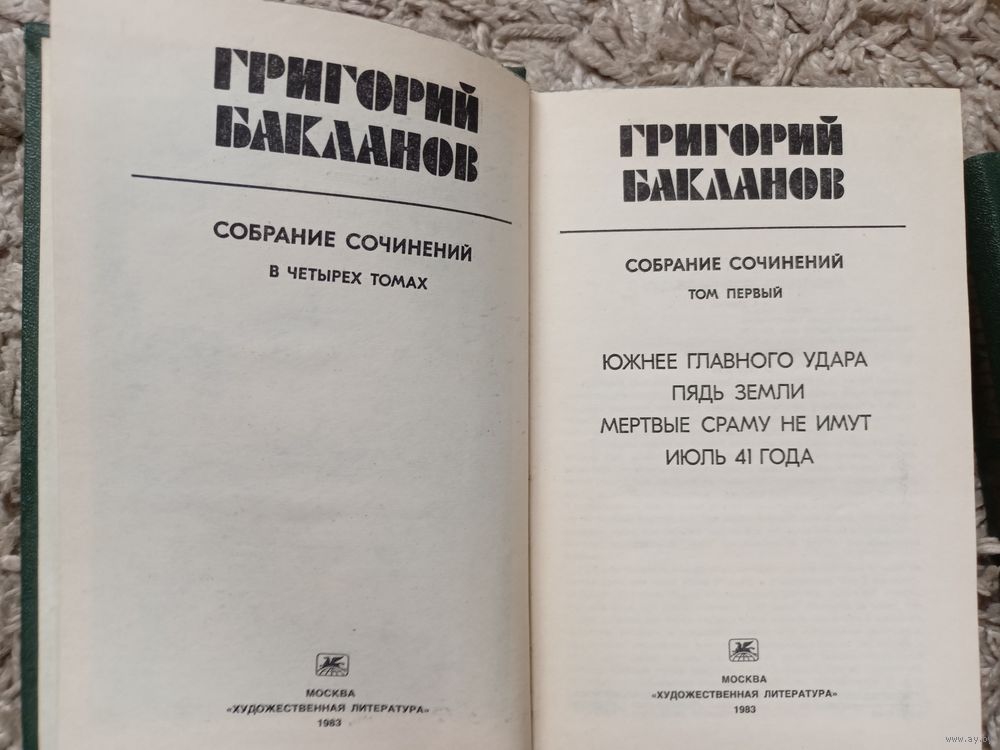 ГРИГОРИЙ
БАКЛАНОВ
СОБРАНИЕ СОЧИНЕНИЙ
В ЧЕТЫРЕХ ТОМАХ
МОСКВА
«ХУДОЖЕСТВЕННАЯ ЛИТЕРАТУРА»
1983
ГРИГОРИЙ
БАКЛАНОВ
СОБРАНИЕ СОЧИНЕНИЙ
ТОМ ПЕРВЫЙ
ЮЖНЕЕ ГЛАВНОГО УДАРА
ПЯДЬ ЗЕМЛИ
МЕРТВЫЕ СРАМУ НЕ ИМУТ
ИЮЛЬ 41 ГОДА
МОСКВА
«ХУДОЖЕСТВЕННАЯ ЛИТЕРАТУРА»
1983